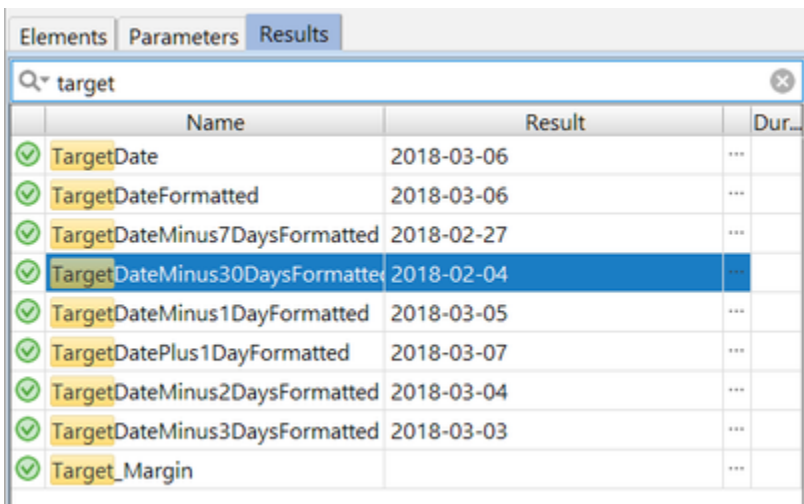 Elements Parameters Results
target
Name Result Dur...
TargetDate 2018-03-06 ...
TargetDateFormatted 2018-03-06 ...
TargetDateMinus7DaysFormatted 2018-02-27 ...
TargetDateMinus30DaysFormatte 2018-02-04 ...
TargetDateMinus1DayFormatted 2018-03-05 ...
TargetDatePlus1DayFormatted 2018-03-07 ...
TargetDateMinus2DaysFormatted 2018-03-04 ...
TargetDateMinus3DaysFormatted 2018-03-03 ...
Target_Margin ...